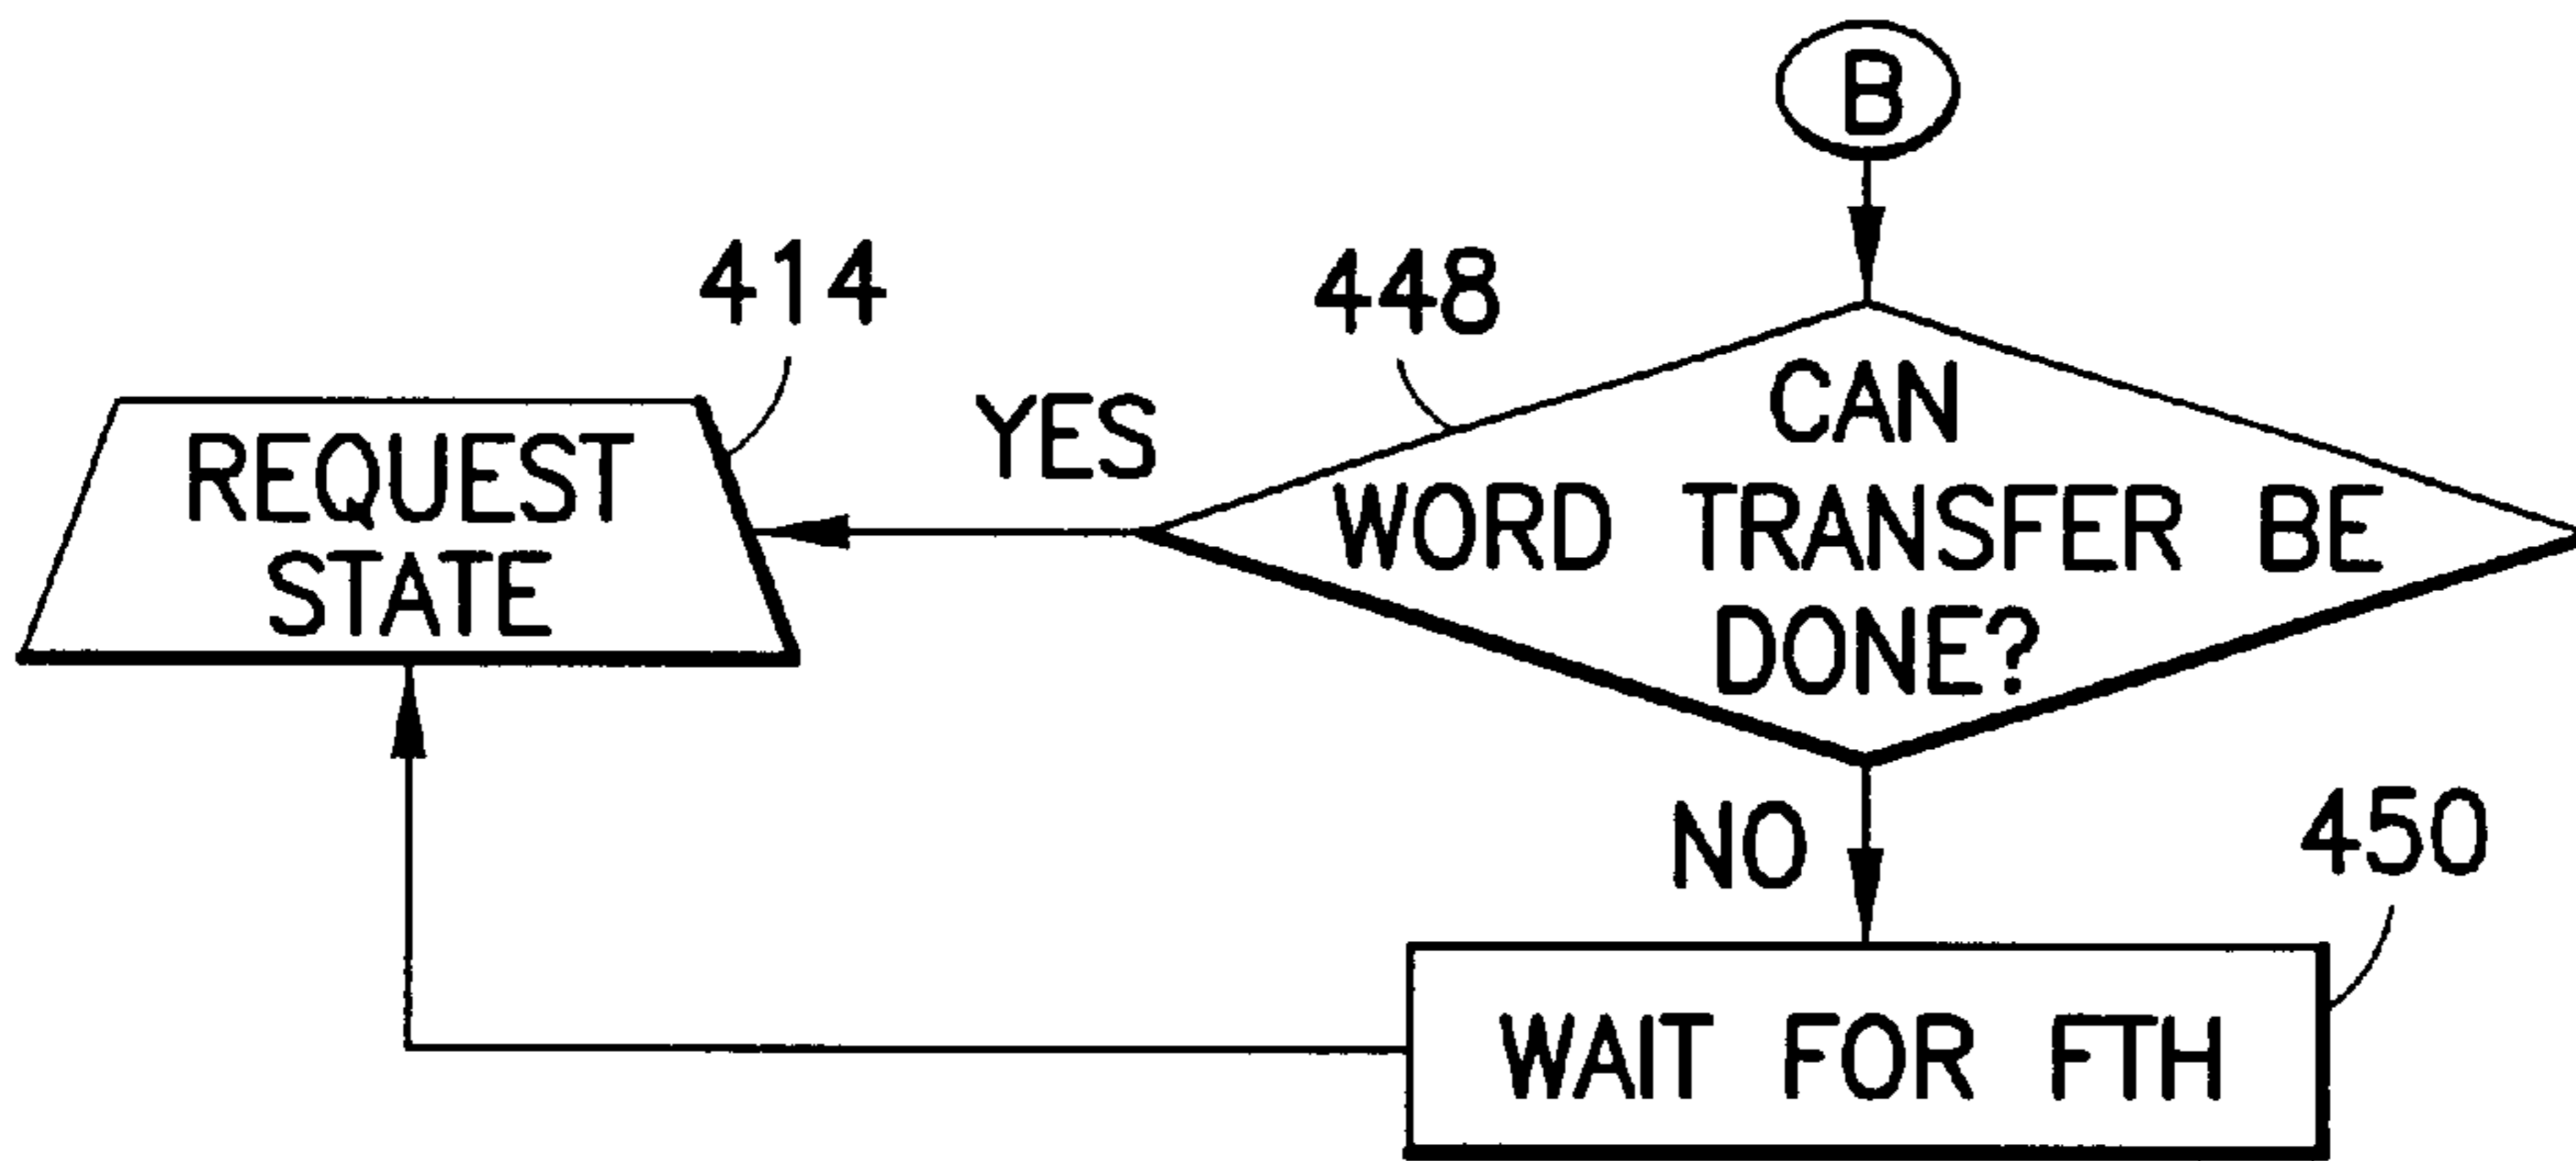 B
414
448
YES
REQUEST
STATE
CAN
WORD TRANSFER BE
DONE?
NO
450
WAIT FOR FTH